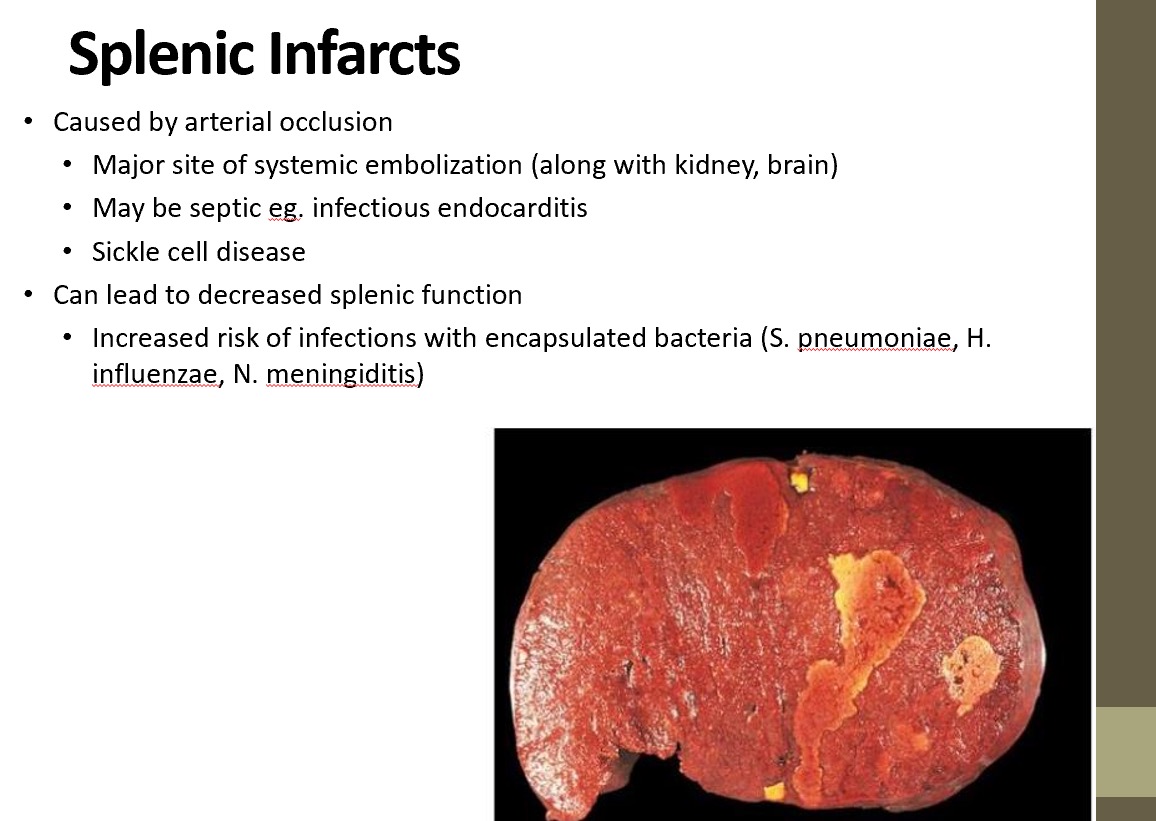 Splenic Infarcts
• Caused by arterial occlusion
• Major site of systemic embolization (along with kidney, brain)
• May be septic eg. infectious endocarditis
• Sickle cell disease
• Can lead to decreased splenic function
• Increased risk of infections with encapsulated bacteria (S. pneumoniae, H.
influenzae, N. meningiditis)